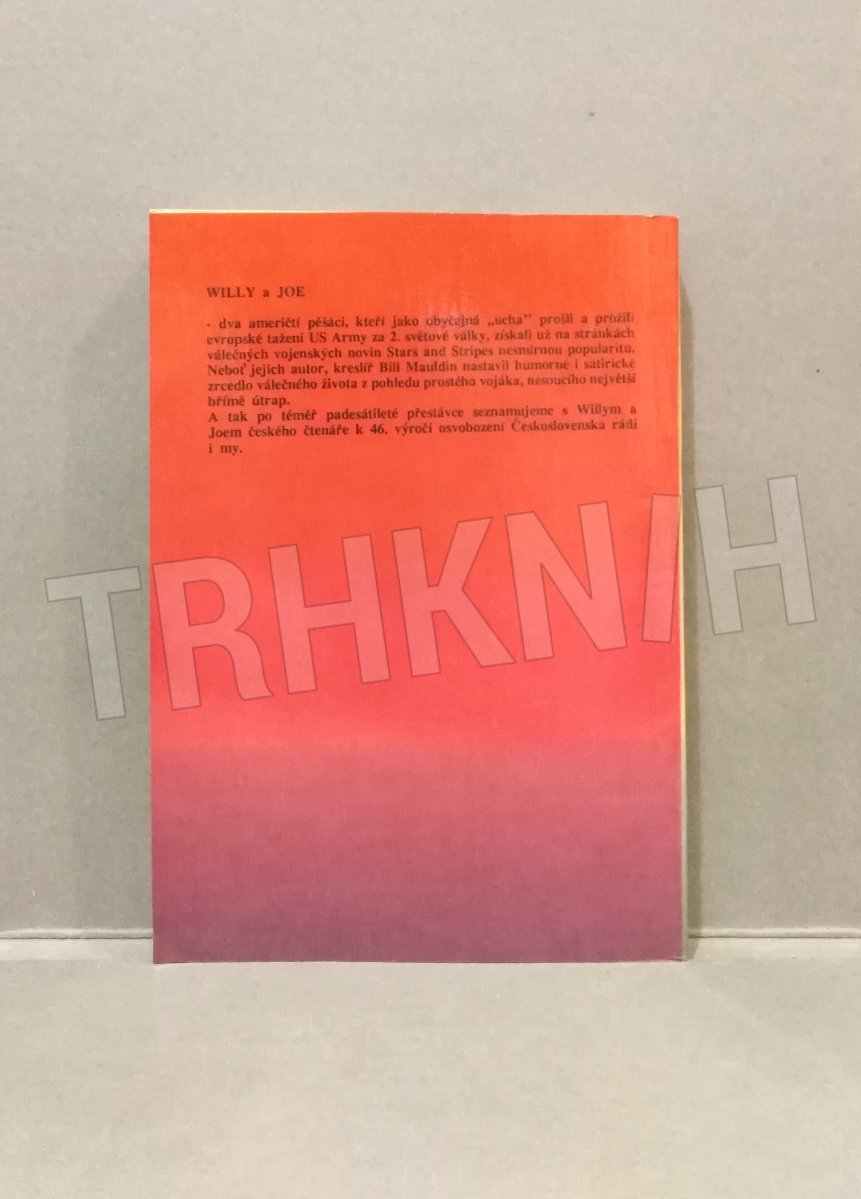 WILLY a JOE
- dva američtí pěšáci, kteří jako obyčejná „ucha" prošli a prožili
evropské tažení US Army za 2. světové války, získali už na stránkách
válečných vojenských novin Stars and Stripes nesmírnou popularitu.
Neboť jejich autor, kreslíř Bill Mauldin nastavil humorné i satirické
zrcedlo válečného života z pohledu prostého vojáka, nesoucího největší
břímě útrap.
A tak po téměř padesátileté přestávce seznamujeme s Willym a
Joem českého čtenáře k 46. výročí osvobození Československa rádi
i my.
TRHKNIH